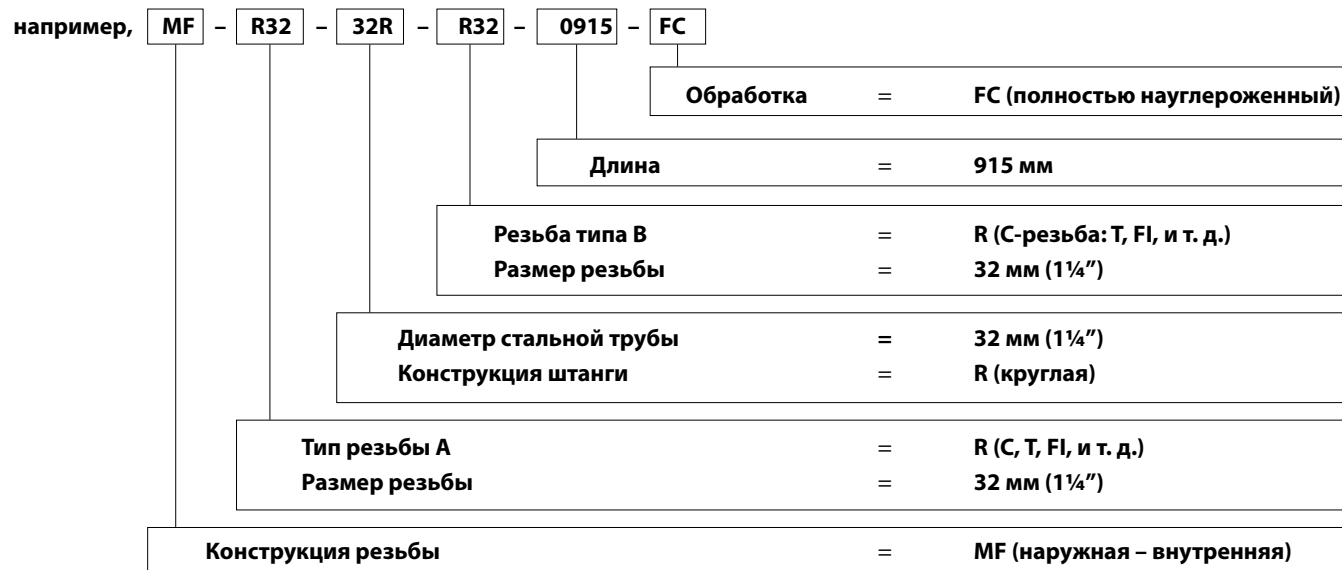 например, MF – R32 – 32R – R32 – 0915 – FC
Обработка = FC (полностью науглероженный)
Длина = 915 мм
Резьба типа B = R (C-резьба: T, FI, и т. д.)
Размер резьбы = 32 мм (1¼”)
Диаметр стальной трубы = 32 мм (1¼”)
Конструкция штанги = R (круглая)
Тип резьбы A = R (C, T, FI, и т. д.)
Размер резьбы = 32 мм (1¼”)
Конструкция резьбы = MF (наружная – внутренняя)